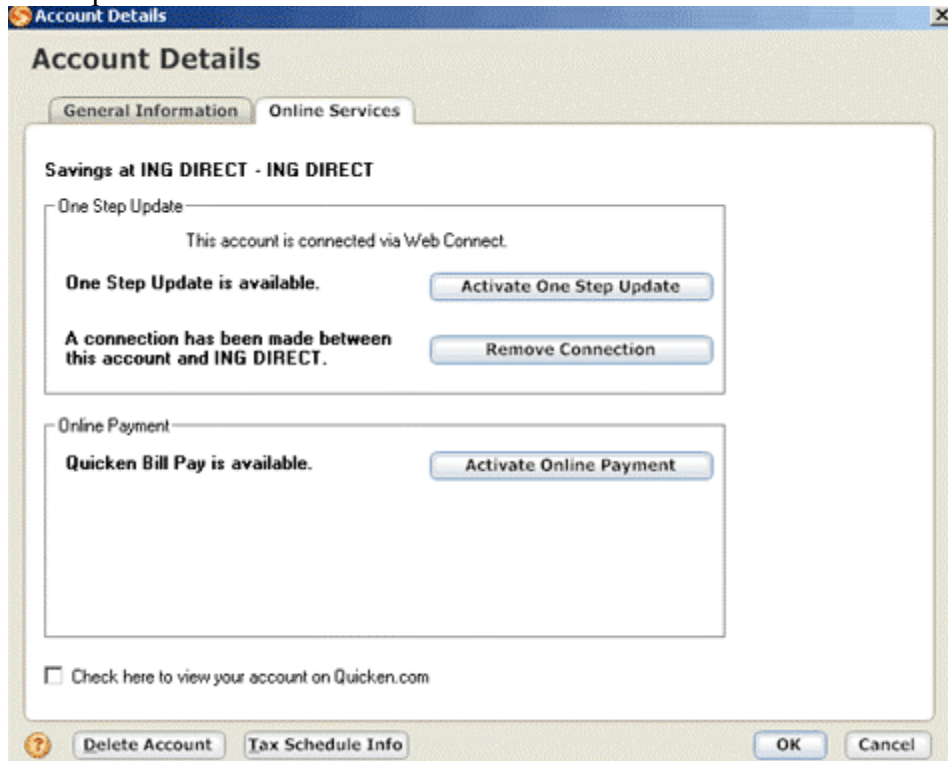 Account Details
Account Details
General Information Online Services
Savings at ING DIRECT - ING DIRECT
One Step Update
This account is connected via Web Connect.
One Step Update is available. Activate One Step Update
A connection has been made between
this account and ING DIRECT. Remove Connection
Online Payment
Quicken Bill Pay is available. Activate Online Payment
Check here to view your account on Quicken.com
? Delete Account Tax Schedule Info OK Cancel